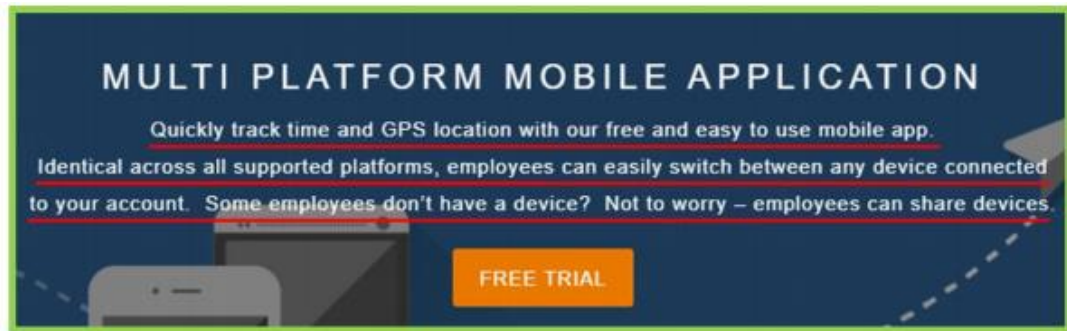 MULTI PLATFORM MOBILE APPLICATION
Quickly track time and GPS location with our free and easy to use mobile app.
Identical across all supported platforms, employees can easily switch between any device connected
to your account. Some employees don't have a device? Not to worry – employees can share devices.
FREE TRIAL